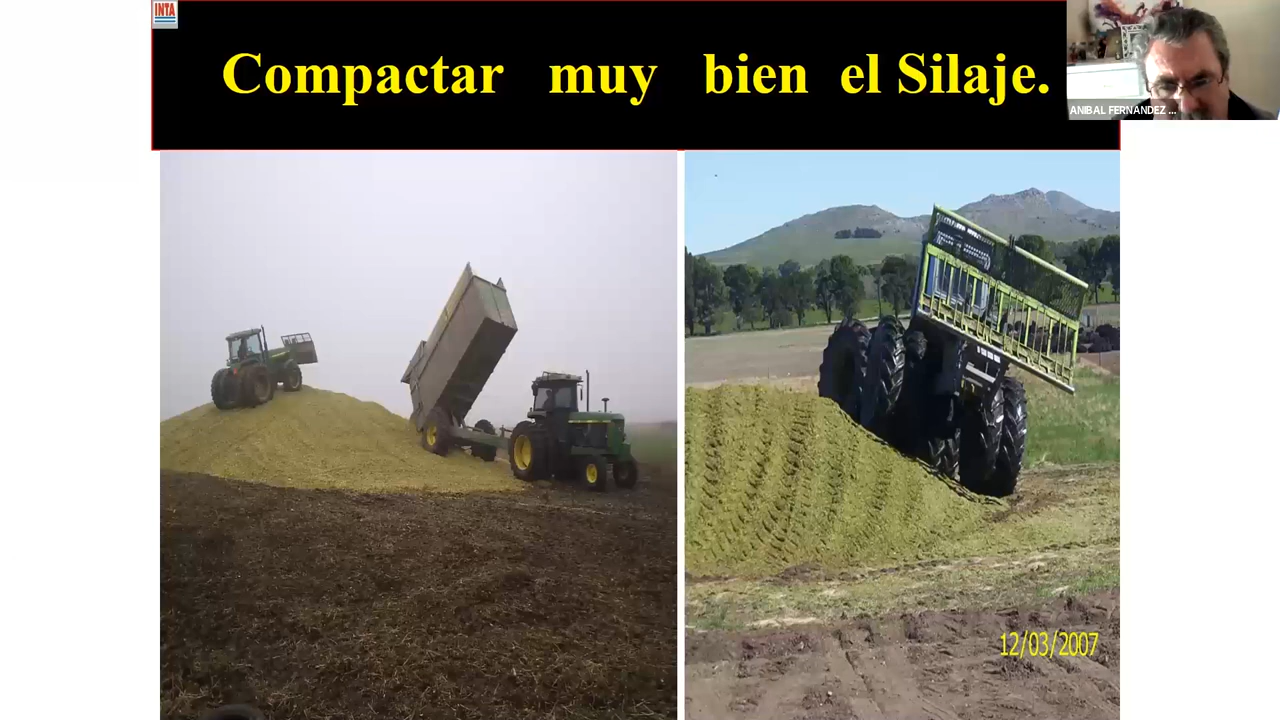 INTA
Compactar muy bien el Silaje.
ANIBAL FERNANDEZ ...
12/03/2007